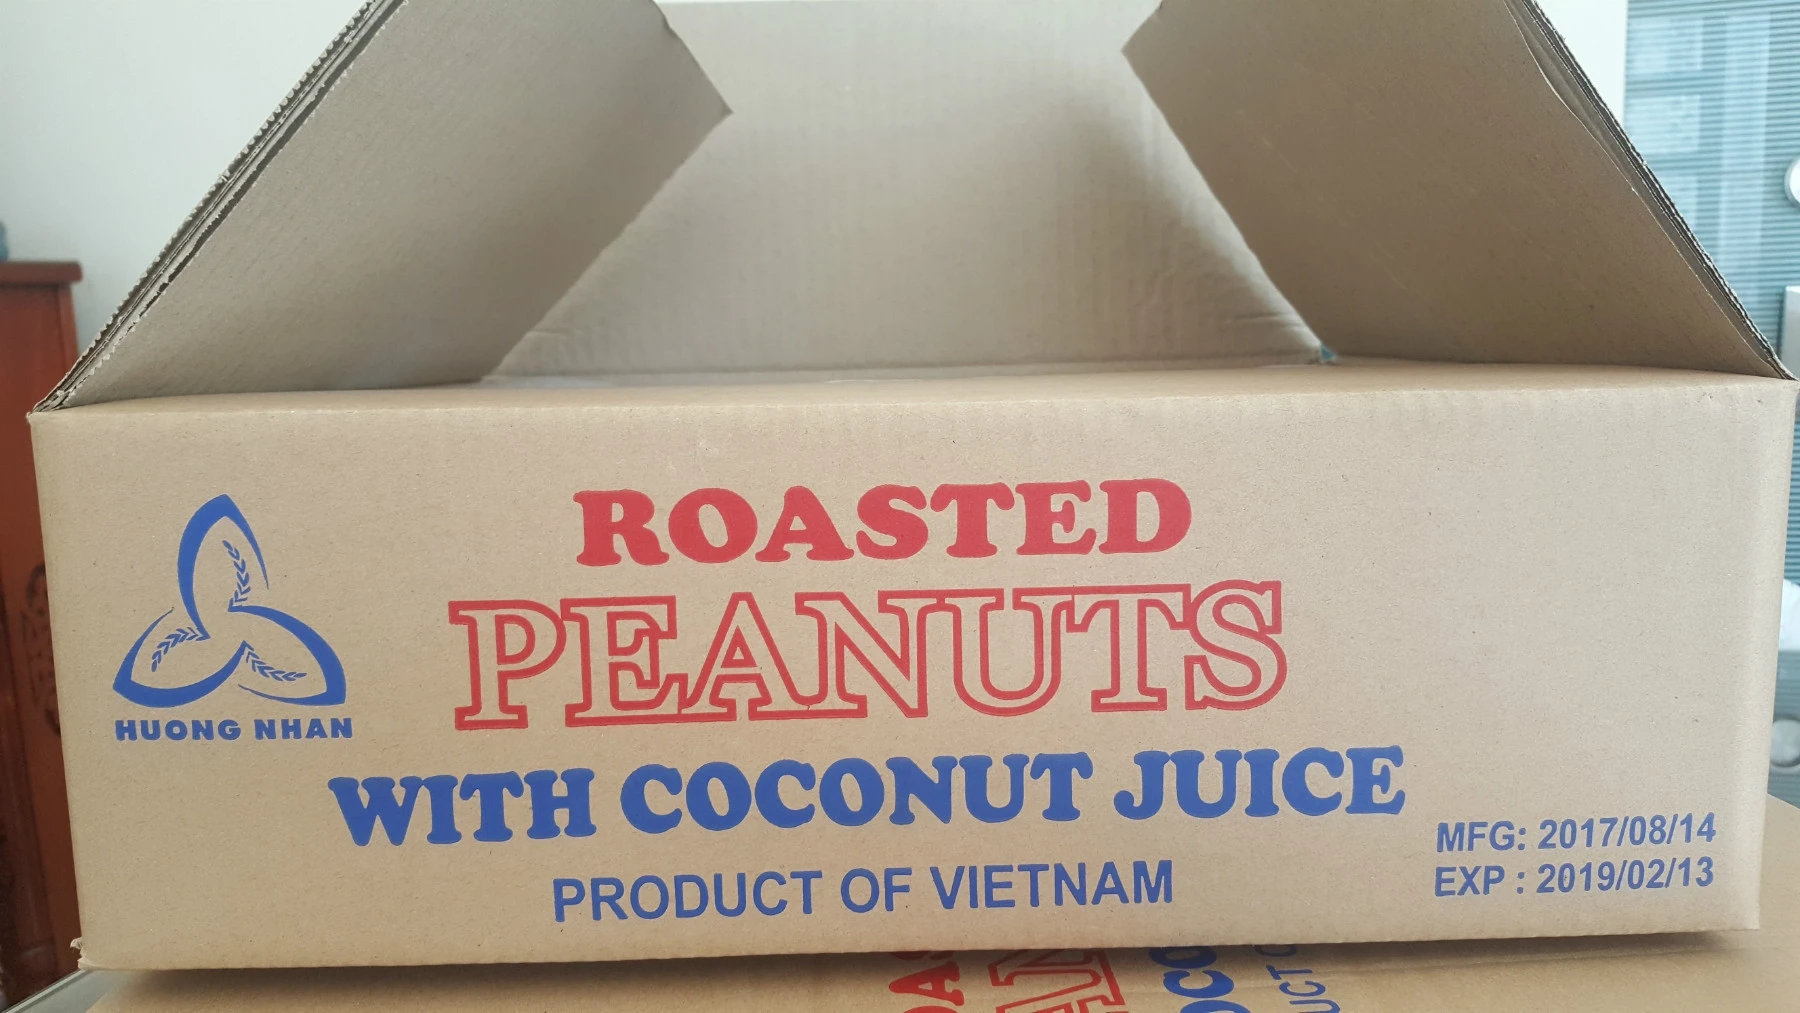 HUONG NHAN
ROASTED
PEANUTS
WITH COCONUT JUICE
PRODUCT OF VIETNAM
MFG: 2017/08/14
EXP : 2019/02/13